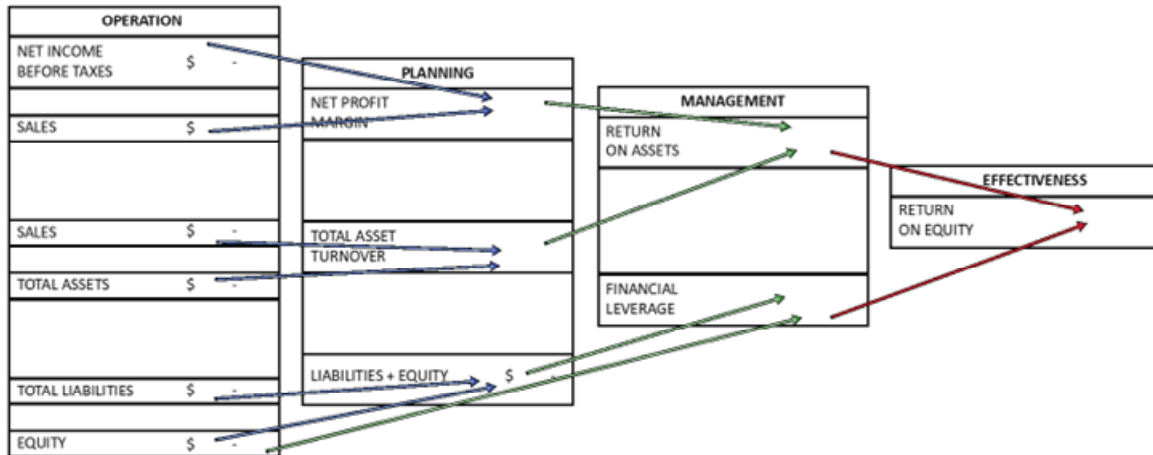 OPERATION
NET INCOME
BEFORE TAXES $ -
SALES $ -
SALES $ -
TOTAL ASSETS $ -
TOTAL LIABILITIES $ -
EQUITY $ -
PLANNING
NET PROFIT
MARGIN
TOTAL ASSET
TURNOVER
LIABILITIES + EQUITY $ -
MANAGEMENT
RETURN
ON ASSETS
FINANCIAL
LEVERAGE
EFFECTIVENESS
RETURN
ON EQUITY